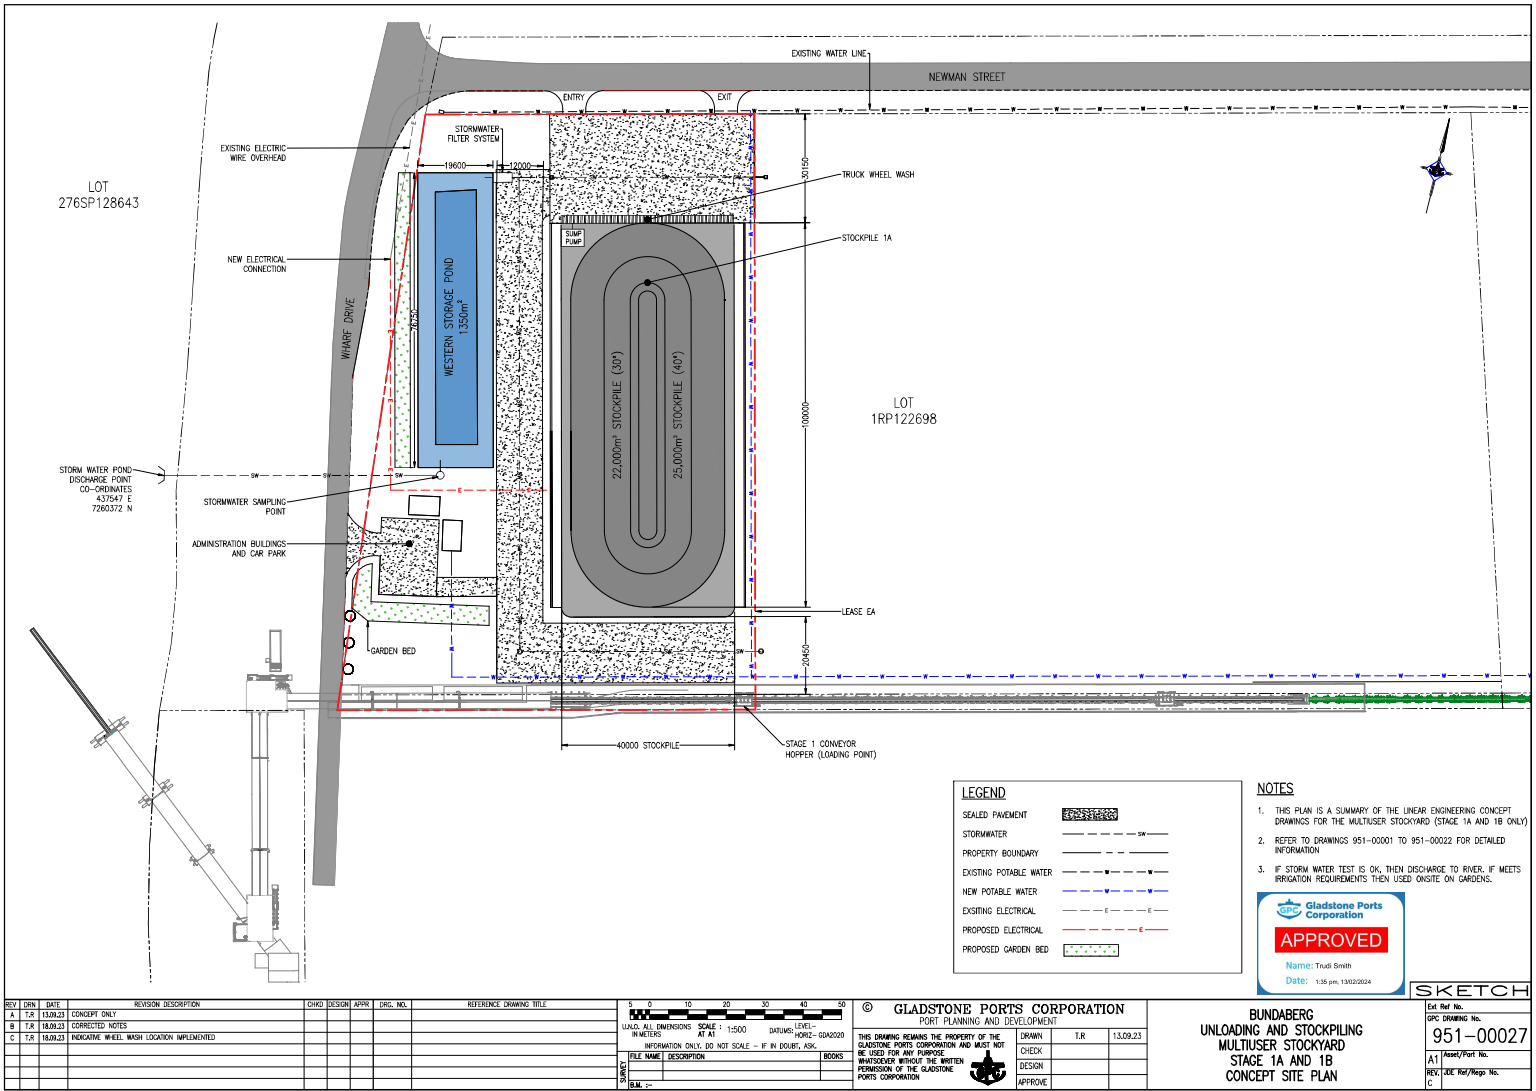 EXISTING WATER LINE
NEWMAN STREET
ENTRY
EXIT
STORMWATER
FILTER SYSTEM
EXISTING ELECTRIC
WIRE OVERHEAD
19600
12000
30150
TRUCK WHEEL WASH
LOT
276SP128643
SUMP
PUMP
STOCKPILE 1A
NEW ELECTRICAL
CONNECTION
WHARF DRIVE
76750
WESTERN STORAGE POND
1350m²
22,000m³ STOCKPILE (30°)
25,000m³ STOCKPILE (40°)
100000
LOT
1RP122698
STORM WATER POND
DISCHARGE POINT
CO-ORDINATES
437547 E
7260372 N
STORMWATER SAMPLING
POINT
ADMINISTRATION BUILDINGS
AND CAR PARK
LEASE EA
GARDEN BED
20450
40000 STOCKPILE
STAGE 1 CONVEYOR
HOPPER (LOADING POINT)
LEGEND
SEALED PAVEMENT
STORMWATER SW
PROPERTY BOUNDARY
EXISTING POTABLE WATER W W
NEW POTABLE WATER W W
EXSITING ELECTRICAL E E
PROPOSED ELECTRICAL E
PROPOSED GARDEN BED
NOTES
1. THIS PLAN IS A SUMMARY OF THE LINEAR ENGINEERING CONCEPT
DRAWINGS FOR THE MULTIUSER STOCKYARD (STAGE 1A AND 1B ONLY)
2. REFER TO DRAWINGS 951-00001 TO 951-00022 FOR DETAILED
INFORMATION
3. IF STORM WATER TEST IS OK, THEN DISCHARGE TO RIVER. IF MEETS
IRRIGATION REQUIREMENTS THEN USED ONSITE ON GARDENS.
GPC Gladstone Ports
Corporation
APPROVED
Name: Trudi Smith
Date: 1:35 pm, 13/02/2024
SKETCH
REV DRN DATE REVISION DESCRIPTION CHKD DESIGN APPR DRG. NO. REFERENCE DRAWING TITLE
A T.R 13.09.23 CONCEPT ONLY
B T.R 18.09.23 CORRECTED NOTES
C T.R 18.09.23 INDICATIVE WHEEL WASH LOCATION IMPLEMENTED
5 0 10 20 30 40 50
U.N.O. ALL DIMENSIONS
IN METERS
SCALE :
AT A1
1:500
DATUMS:
LEVEL-
HORIZ- GDA2020
INFORMATION ONLY. DO NOT SCALE - IF IN DOUBT, ASK.
SURVEY
FILE NAME DESCRIPTION BOOKS
B.M. :-
© GLADSTONE PORTS CORPORATION
PORT PLANNING AND DEVELOPMENT
THIS DRAWING REMAINS THE PROPERTY OF THE
GLADSTONE PORTS CORPORATION AND MUST NOT
BE USED FOR ANY PURPOSE
WHATSOEVER WITHOUT THE WRITTEN
PERMISSION OF THE GLADSTONE
PORTS CORPORATION
DRAWN T.R 13.09.23
CHECK
DESIGN
APPROVE
BUNDABERG
UNLOADING AND STOCKPILING
MULTIUSER STOCKYARD
STAGE 1A AND 1B
CONCEPT SITE PLAN
Ext Ref No.
GPC DRAWING No.
951-00027
A1 Asset/Part No.
REV. JDE Ref/Rego No.
C